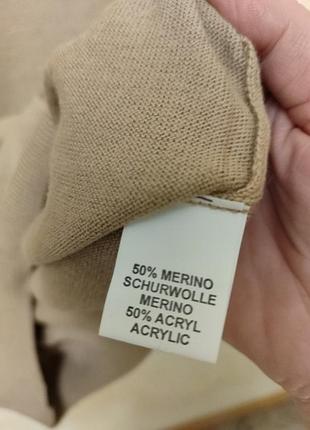 50% MERINO
SCHURWOLLE
MERINO
50% ACRYL
ACRYLIC